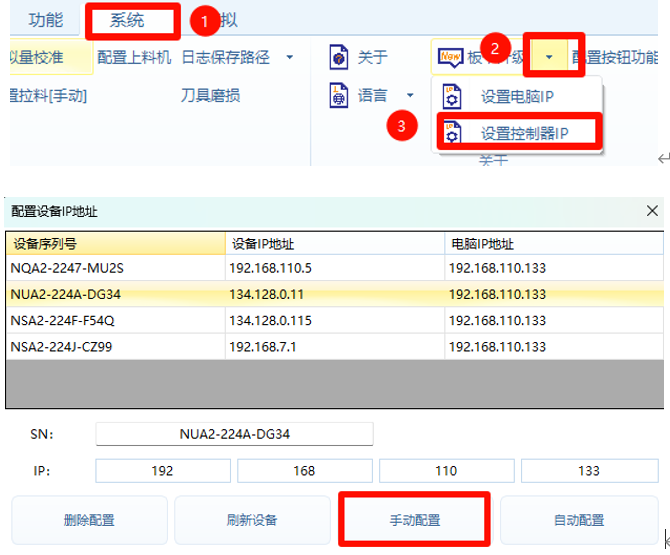 功能 系统 1 拟
以量校准 配置上料机 日志保存路径 关于 New 板卡升级 2 配置按钮功能
置拉料[手动] 刀具磨损 语言 3 设置电脑IP
设置控制器IP
关于
配置设备IP地址
设备序列号 设备IP地址 电脑IP地址
NQA2-2247-MU2S 192.168.110.5 192.168.110.133
NUA2-224A-DG34 134.128.0.11 192.168.110.133
NSA2-224F-F54Q 134.128.0.115 192.168.110.133
NSA2-224J-CZ99 192.168.7.1 192.168.110.133
SN: NUA2-224A-DG34
IP: 192 168 110 133
删除配置 刷新设备 手动配置 自动配置